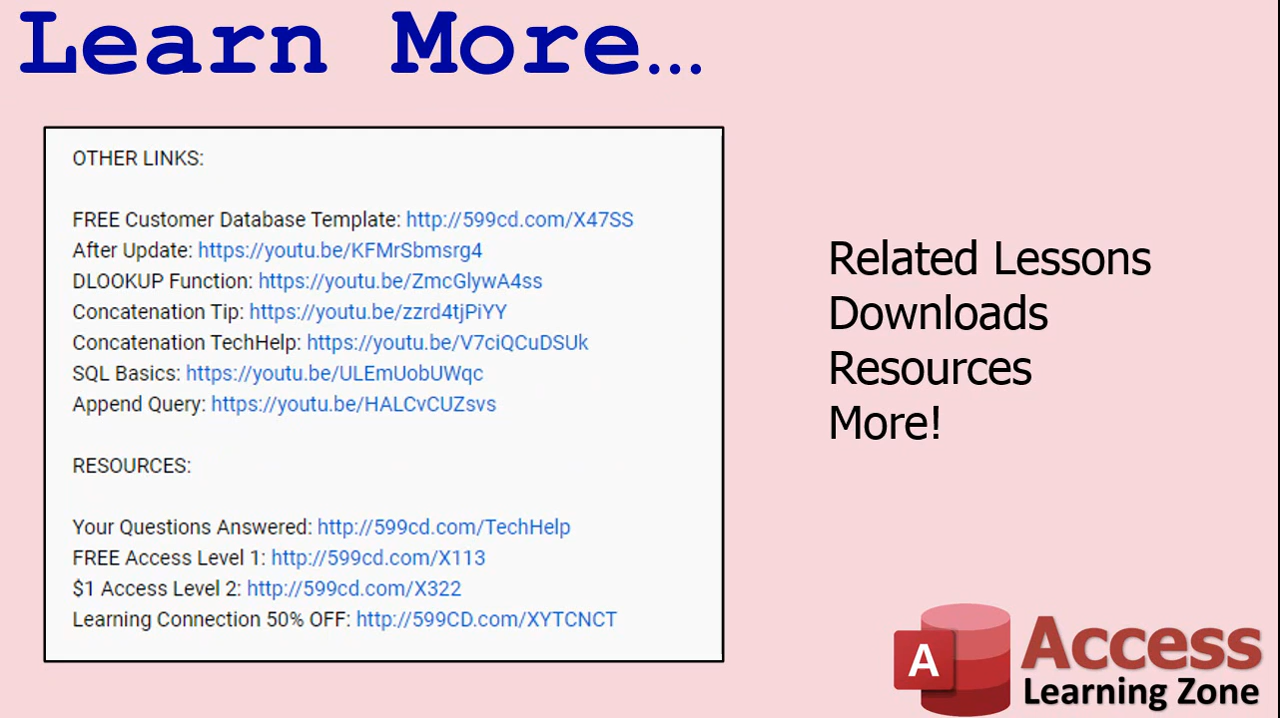 Learn More...
OTHER LINKS:
FREE Customer Database Template: http://599cd.com/X47SS
After Update: https://youtu.be/KFMrSbmsrg4
DLOOKUP Function: https://youtu.be/ZmcGlywA4ss
Concatenation Tip: https://youtu.be/zzrd4tjPiYY
Concatenation TechHelp: https://youtu.be/V7ciQCuDSUk
SQL Basics: https://youtu.be/ULEmUobUWqc
Append Query: https://youtu.be/HALCvCUZsvs
RESOURCES:
Your Questions Answered: http://599cd.com/TechHelp
FREE Access Level 1: http://599cd.com/X113
$1 Access Level 2: http://599cd.com/X322
Learning Connection 50% OFF: http://599CD.com/XYTCNCT
Related Lessons
Downloads
Resources
More!
A
Access
Learning Zone